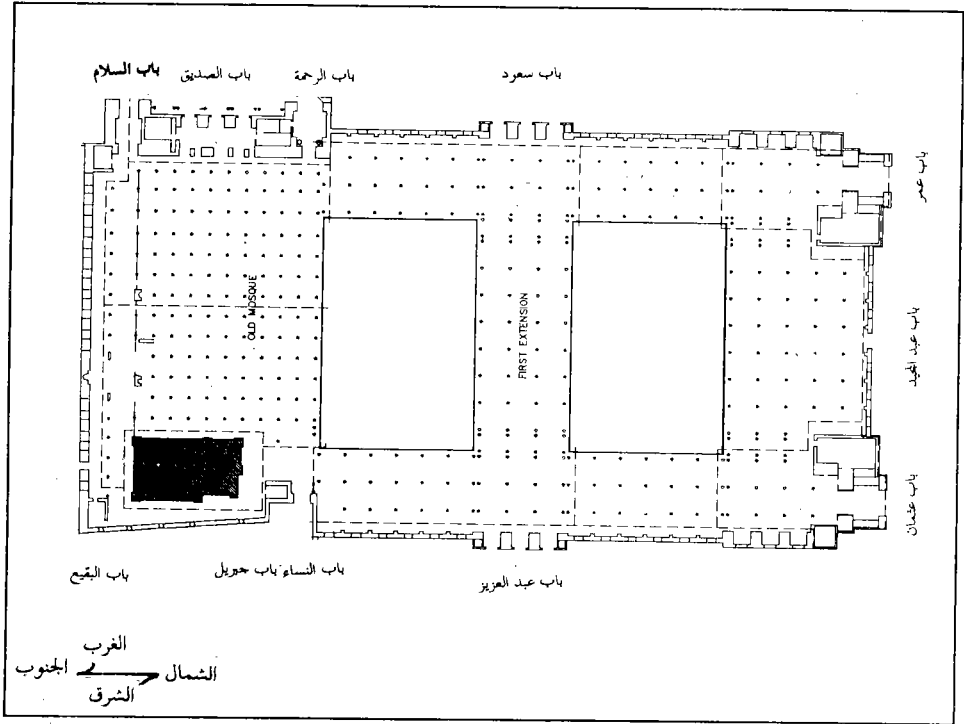 باب السلام
باب الصديق
باب الرحمة
باب سعود
باب عمر
OLD MOSQUE
FIRST EXTENSION
باب عبد المجيد
باب عثمان
باب البقيع
باب جبريل
باب النساء
باب عبد العزيز
الغرب
الجنوب
الشمال
الشرق